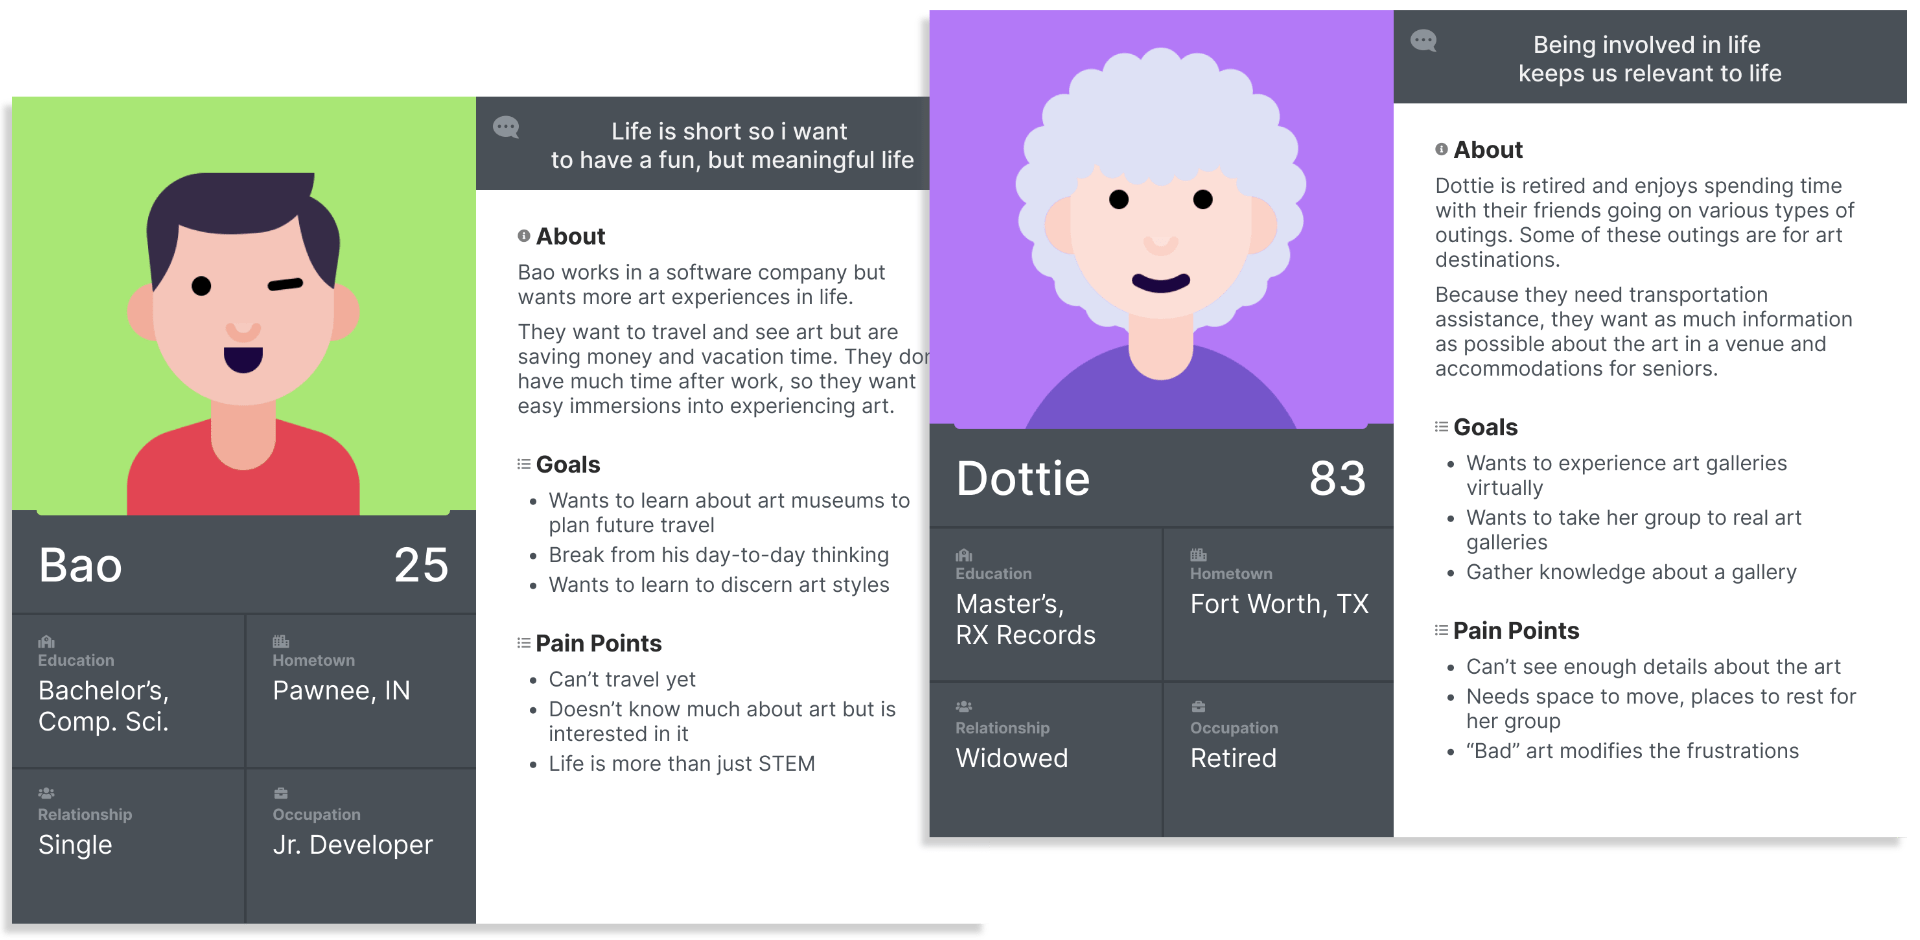 Life is short so i want
to have a fun, but meaningful life
Bao 25
Education
Bachelor’s,
Comp. Sci.
Hometown
Pawnee, IN
Relationship
Single
Occupation
Jr. Developer
About
Bao works in a software company but
wants more art experiences in life.
They want to travel and see art but are
saving money and vacation time. They
have much time after work, so they want
easy immersions into experiencing art.
Goals
• Wants to learn about art museums to
plan future travel
• Break from his day-to-day thinking
• Wants to learn to discern art styles
Pain Points
• Can’t travel yet
• Doesn’t know much about art but is
interested in it
• Life is more than just STEM
Being involved in life
keeps us relevant to life
Dottie 83
Education
Master’s,
RX Records
Hometown
Fort Worth, TX
Relationship
Widowed
Occupation
Retired
About
Dottie is retired and enjoys spending time
with their friends going on various types of
outings. Some of these outings are for art
destinations.
Because they need transportation
assistance, they want as much information
as possible about the art in a venue and
accommodations for seniors.
Goals
• Wants to experience art galleries
virtually
• Wants to take her group to real art
galleries
• Gather knowledge about a gallery
Pain Points
• Can’t see enough details about the art
• Needs space to move, places to rest for
her group
• “Bad” art modifies the frustrations